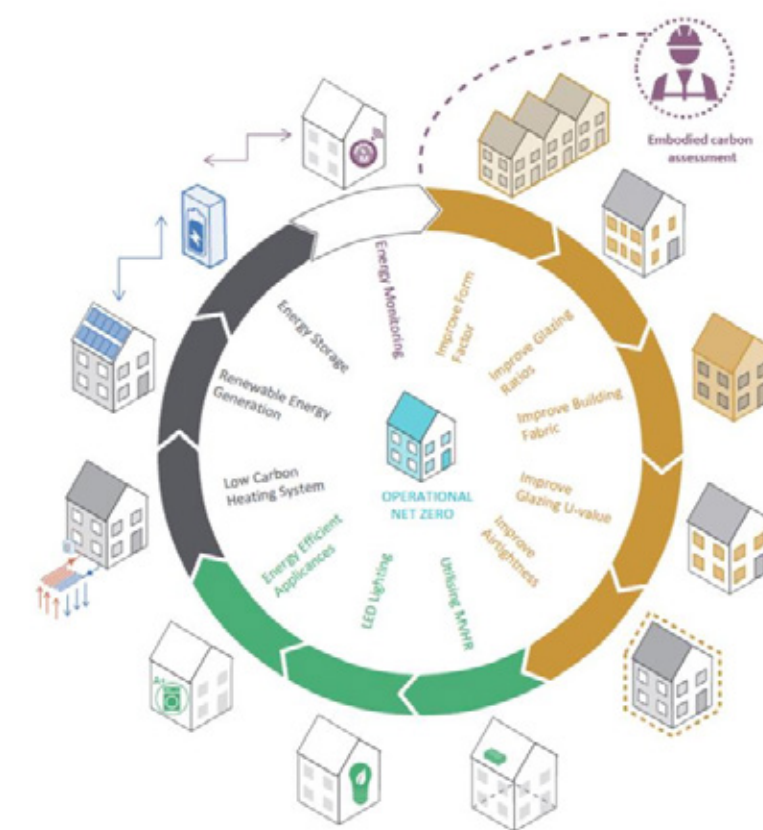 Embodied carbon
assessment
Energy Monitoring
Improve Form
Factor
Improve Glazing
Ratios
Improve Building
Fabric
Improve
Glazing U-value
Improve
Airtightness
Utilising MVHR
LED Lighting
Energy Efficient
Applicances
Low Carbon
Heating System
Renewable Energy
Generation
Energy Storage
OPERATIONAL
NET ZERO